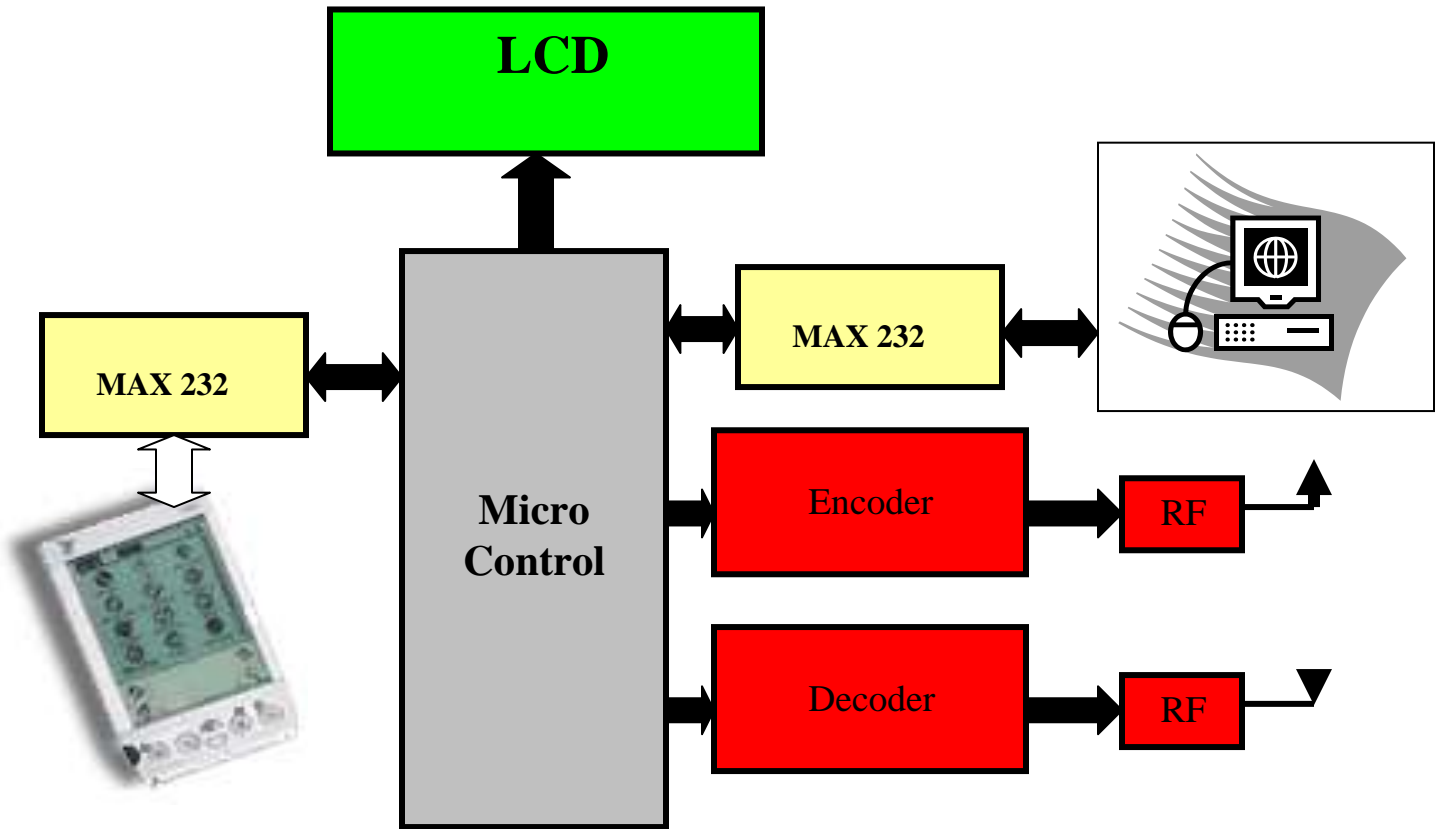 LCD
MAX 232
MAX 232
Micro
Control
Encoder
RF
Decoder
RF